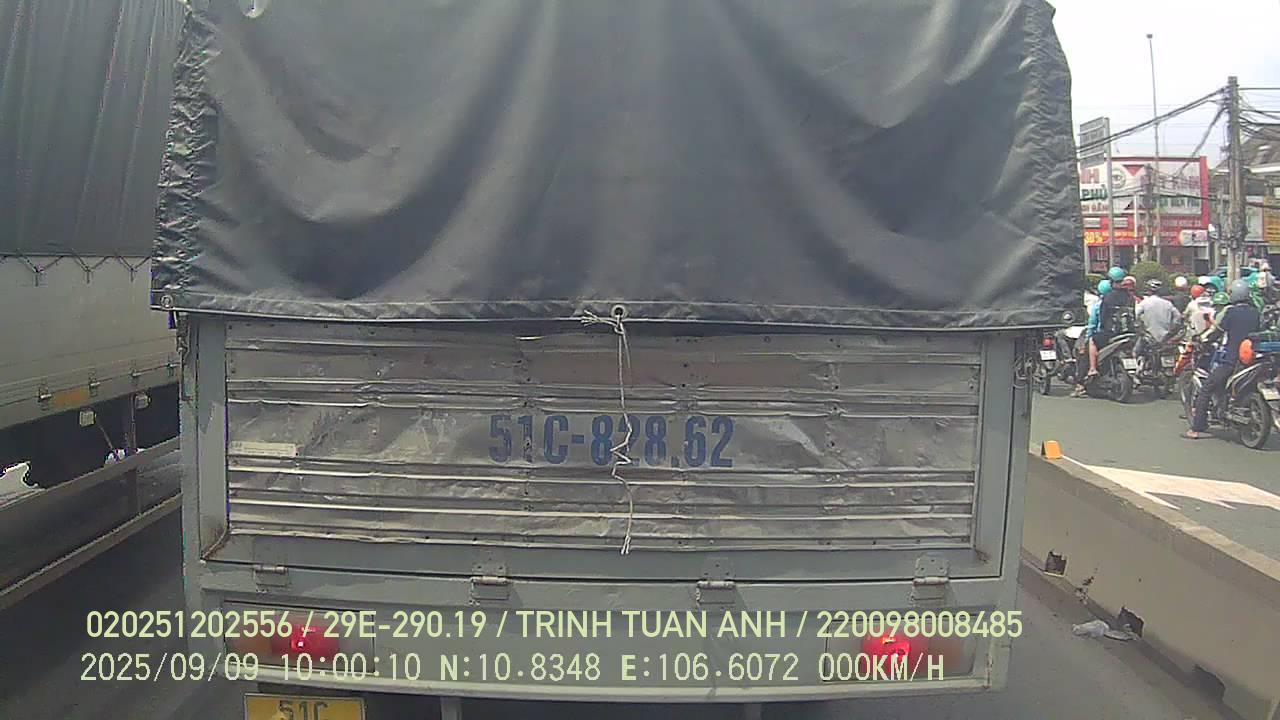 PHÚ
51C-828.62
020251202556 / 29E-290.19 / TRINH TUAN ANH / 220098008485
2025/09/09 10:00:10 N:10.8348 E:106.6072 000KM/H
51C